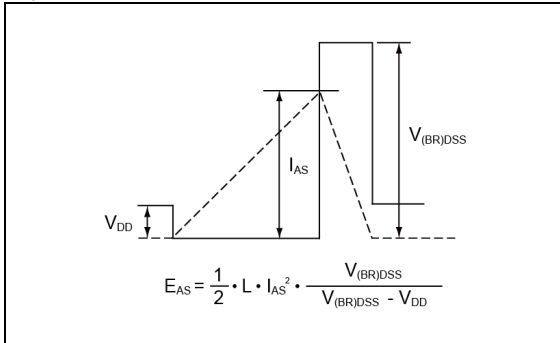 V(BR)DSS
IAS
VDD
EAS = 1/2 • L • IAS² • V(BR)DSS / (V(BR)DSS - VDD)